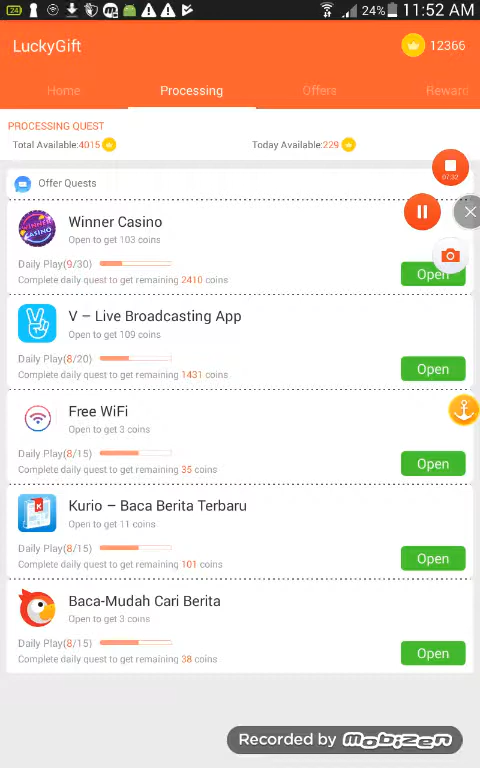 24
24%
11:52 AM
LuckyGift
12366
Home
Processing
Offers
Reward
PROCESSING QUEST
Total Available:4015
Today Available:229
07:32
Offer Quests
WINNER CASINO
Winner Casino
Open to get 103 coins
Daily Play(9/30)
Complete daily quest to get remaining 2410 coins
Open
V – Live Broadcasting App
Open to get 109 coins
Daily Play(8/20)
Complete daily quest to get remaining 1431 coins
Open
Free WiFi
Open to get 3 coins
Daily Play(8/15)
Complete daily quest to get remaining 35 coins
Open
K
Kurio – Baca Berita Terbaru
Open to get 11 coins
Daily Play(8/15)
Complete daily quest to get remaining 101 coins
Open
Baca-Mudah Cari Berita
Open to get 3 coins
Daily Play(8/15)
Complete daily quest to get remaining 38 coins
Open
Recorded by Mobizen